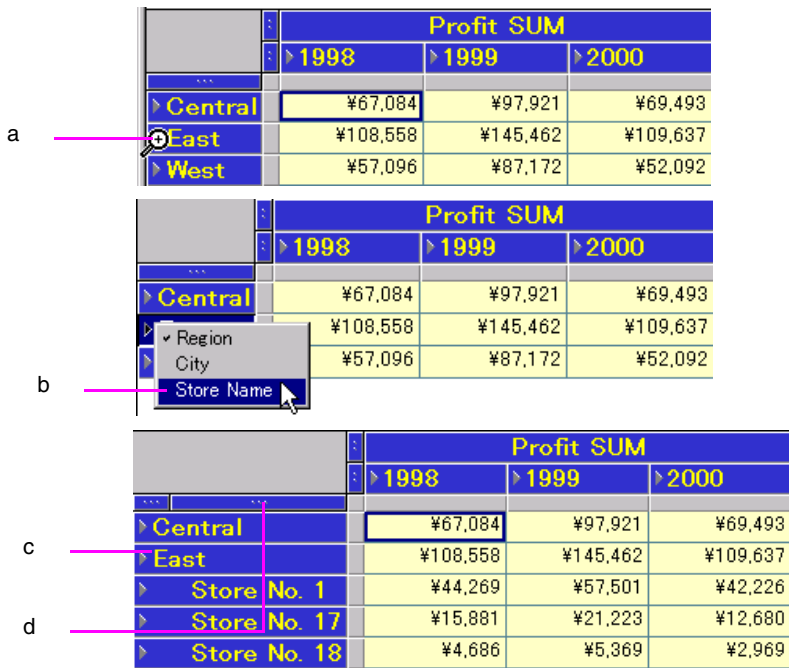 Profit SUM
1998 1999 2000
Central ¥67,084 ¥97,921 ¥69,493
a
East ¥108,558 ¥145,462 ¥109,637
West ¥57,096 ¥87,172 ¥52,092
Profit SUM
1998 1999 2000
Central ¥67,084 ¥97,921 ¥69,493
¥108,558 ¥145,462 ¥109,637
¥57,096 ¥87,172 ¥52,092
Region
City
b
Store Name
Profit SUM
1998 1999 2000
Central ¥67,084 ¥97,921 ¥69,493
c
East ¥108,558 ¥145,462 ¥109,637
Store No. 1 ¥44,269 ¥57,501 ¥42,226
d
Store No. 17 ¥15,881 ¥21,223 ¥12,680
Store No. 18 ¥4,686 ¥5,369 ¥2,969